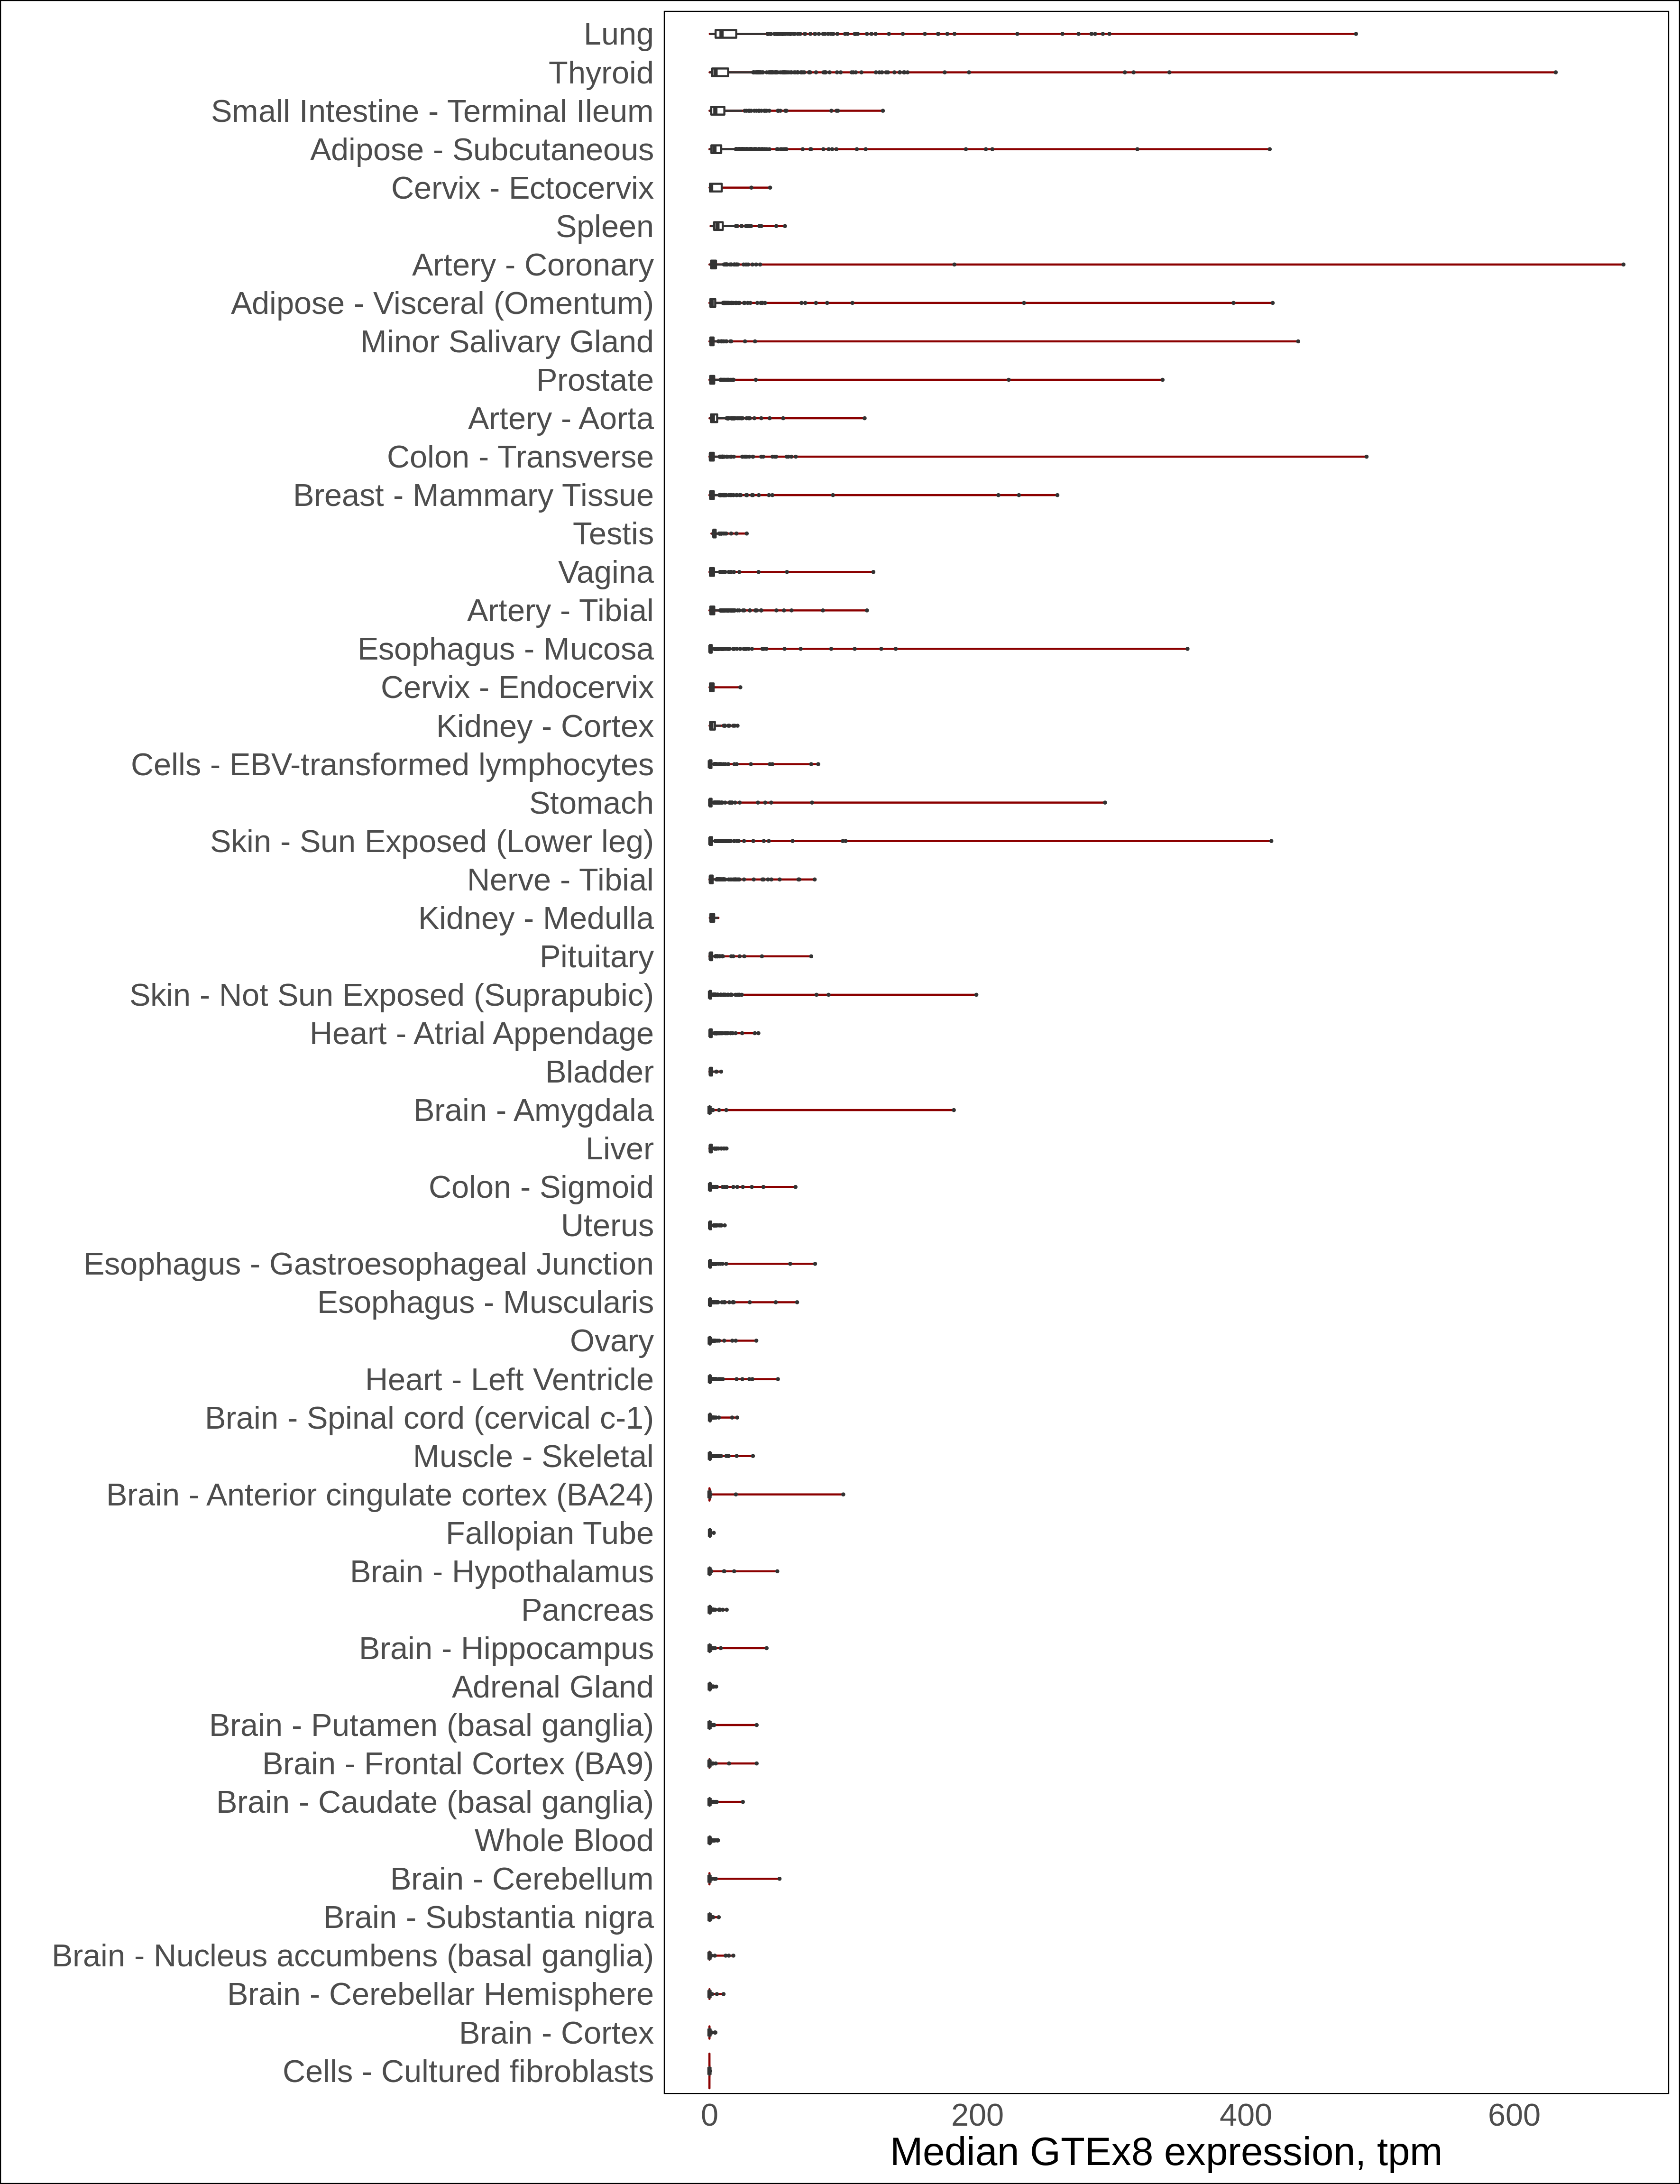 Lung
Thyroid
Small Intestine - Terminal Ileum
Adipose - Subcutaneous
Cervix - Ectocervix
Spleen
Artery - Coronary
Adipose - Visceral (Omentum)
Minor Salivary Gland
Prostate
Artery - Aorta
Colon - Transverse
Breast - Mammary Tissue
Testis
Vagina
Artery - Tibial
Esophagus - Mucosa
Cervix - Endocervix
Kidney - Cortex
Cells - EBV-transformed lymphocytes
Stomach
Skin - Sun Exposed (Lower leg)
Nerve - Tibial
Kidney - Medulla
Pituitary
Skin - Not Sun Exposed (Suprapubic)
Heart - Atrial Appendage
Bladder
Brain - Amygdala
Liver
Colon - Sigmoid
Uterus
Esophagus - Gastroesophageal Junction
Esophagus - Muscularis
Ovary
Heart - Left Ventricle
Brain - Spinal cord (cervical c-1)
Muscle - Skeletal
Brain - Anterior cingulate cortex (BA24)
Fallopian Tube
Brain - Hypothalamus
Pancreas
Brain - Hippocampus
Adrenal Gland
Brain - Putamen (basal ganglia)
Brain - Frontal Cortex (BA9)
Brain - Caudate (basal ganglia)
Whole Blood
Brain - Cerebellum
Brain - Substantia nigra
Brain - Nucleus accumbens (basal ganglia)
Brain - Cerebellar Hemisphere
Brain - Cortex
Cells - Cultured fibroblasts
0 200 400 600
Median GTEx8 expression, tpm